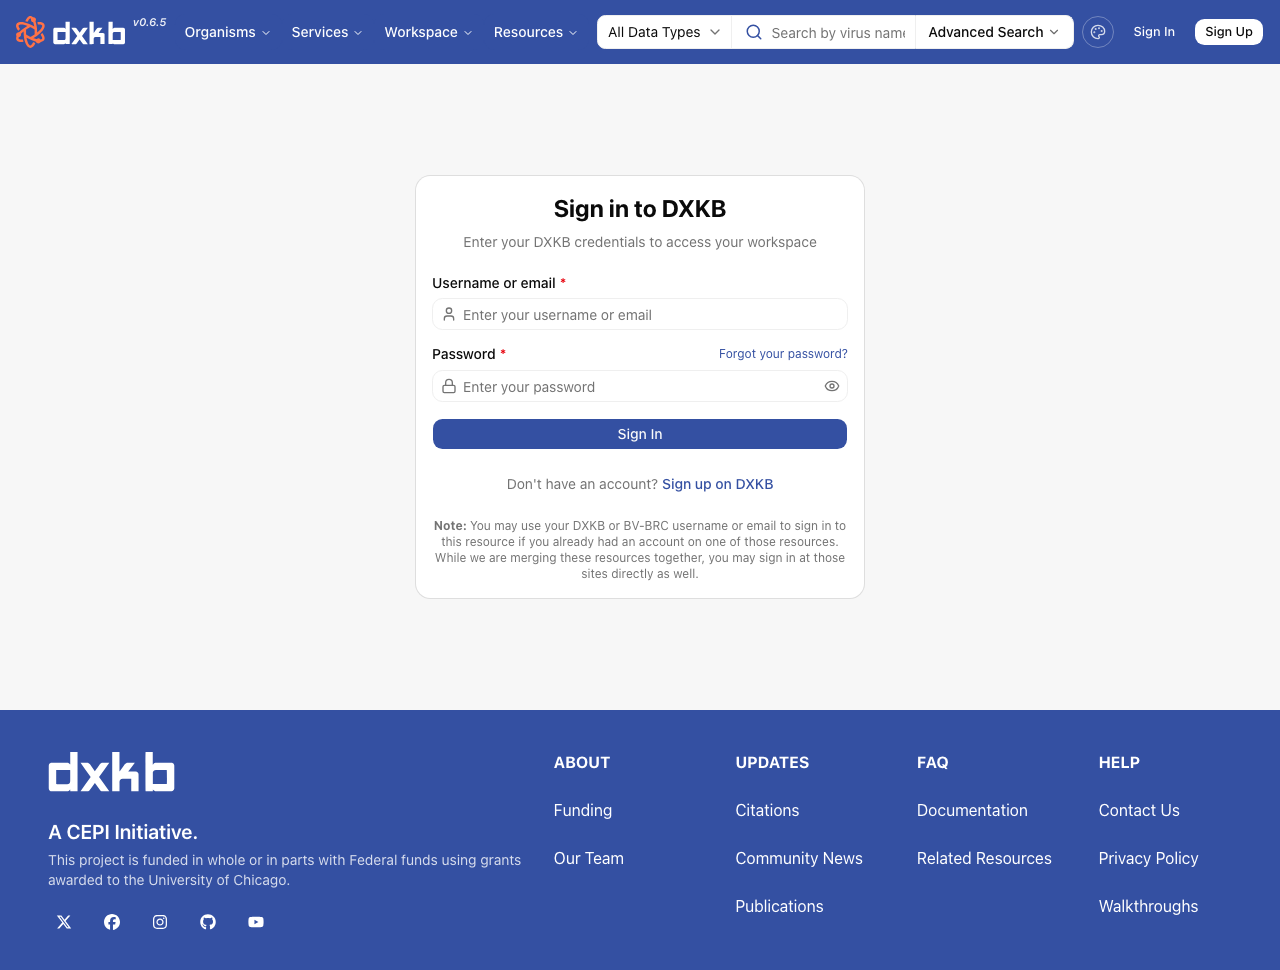 dxkb v0.6.5 Organisms Services Workspace Resources All Data Types Search by virus name Advanced Search Sign In Sign Up
Sign in to DXKB
Enter your DXKB credentials to access your workspace
Username or email *
Enter your username or email
Password * Forgot your password?
Enter your password
Sign In
Don't have an account? Sign up on DXKB
Note: You may use your DXKB or BV-BRC username or email to sign in to
this resource if you already had an account on one of those resources.
While we are merging these resources together, you may sign in at those
sites directly as well.
dxkb
A CEPI Initiative.
This project is funded in whole or in parts with Federal funds using grants
awarded to the University of Chicago.
ABOUT
Funding
Our Team
UPDATES
Citations
Community News
Publications
FAQ
Documentation
Related Resources
HELP
Contact Us
Privacy Policy
Walkthroughs